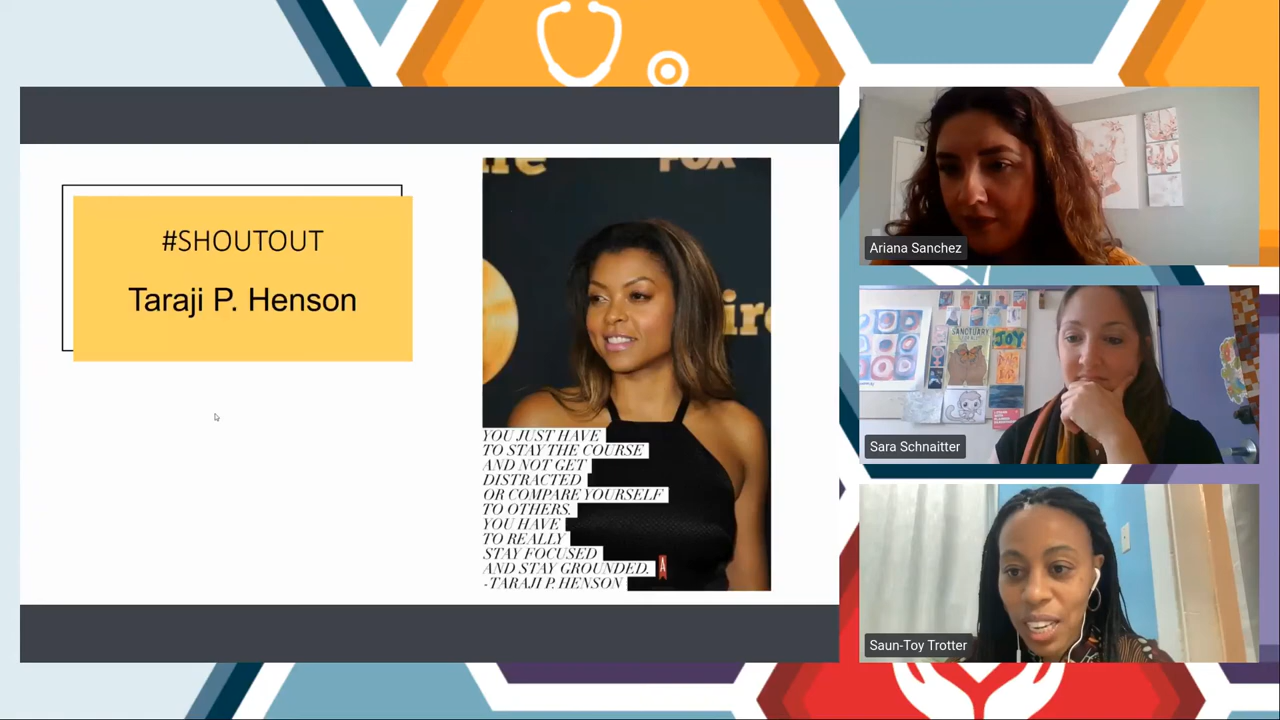 #SHOUTOUT
Taraji P. Henson
FOX
YOU JUST HAVE
TO STAY THE COURSE
AND NOT GET
DISTRACTED
OR COMPARE YOURSELF
TO OTHERS.
YOU HAVE
TO REALLY
STAY FOCUSED
AND STAY GROUNDED.
-TARAJI P. HENSON
A
Ariana Sanchez
SANCTUARY
JOY
Sara Schnaitter
Saun-Toy Trotter